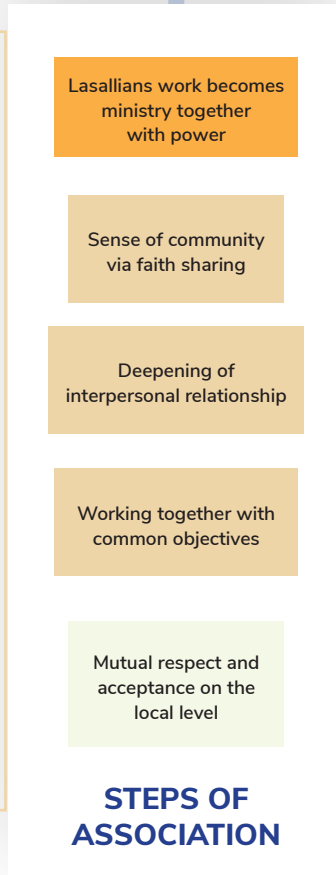 Lasallians work becomes
ministry together
with power
Sense of community
via faith sharing
Deepening of
interpersonal relationship
Working together with
common objectives
Mutual respect and
acceptance on the
local level
STEPS OF
ASSOCIATION